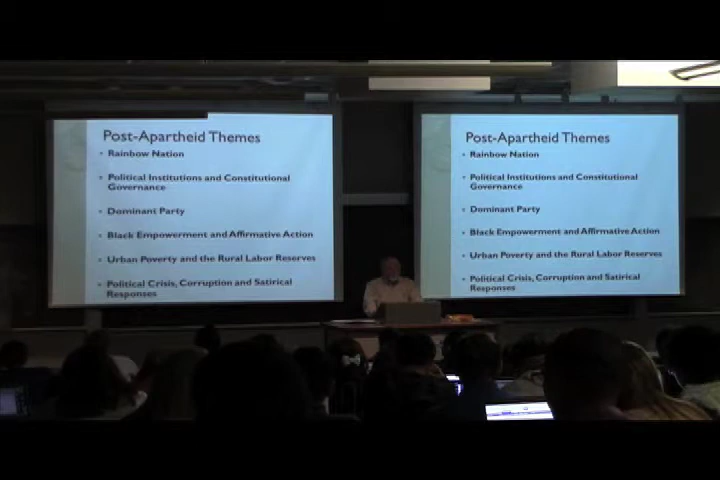 Post-Apartheid Themes
• Rainbow Nation
• Political Institutions and Constitutional
Governance
• Dominant Party
• Black Empowerment and Affirmative Action
• Urban Poverty and the Rural Labor Reserves
• Political Crisis, Corruption and Satirical
Responses
Post-Apartheid Themes
• Rainbow Nation
• Political Institutions and Constitutional
Governance
• Dominant Party
• Black Empowerment and Affirmative Action
• Urban Poverty and the Rural Labor Reserves
• Political Crisis, Corruption and Satirical
Responses